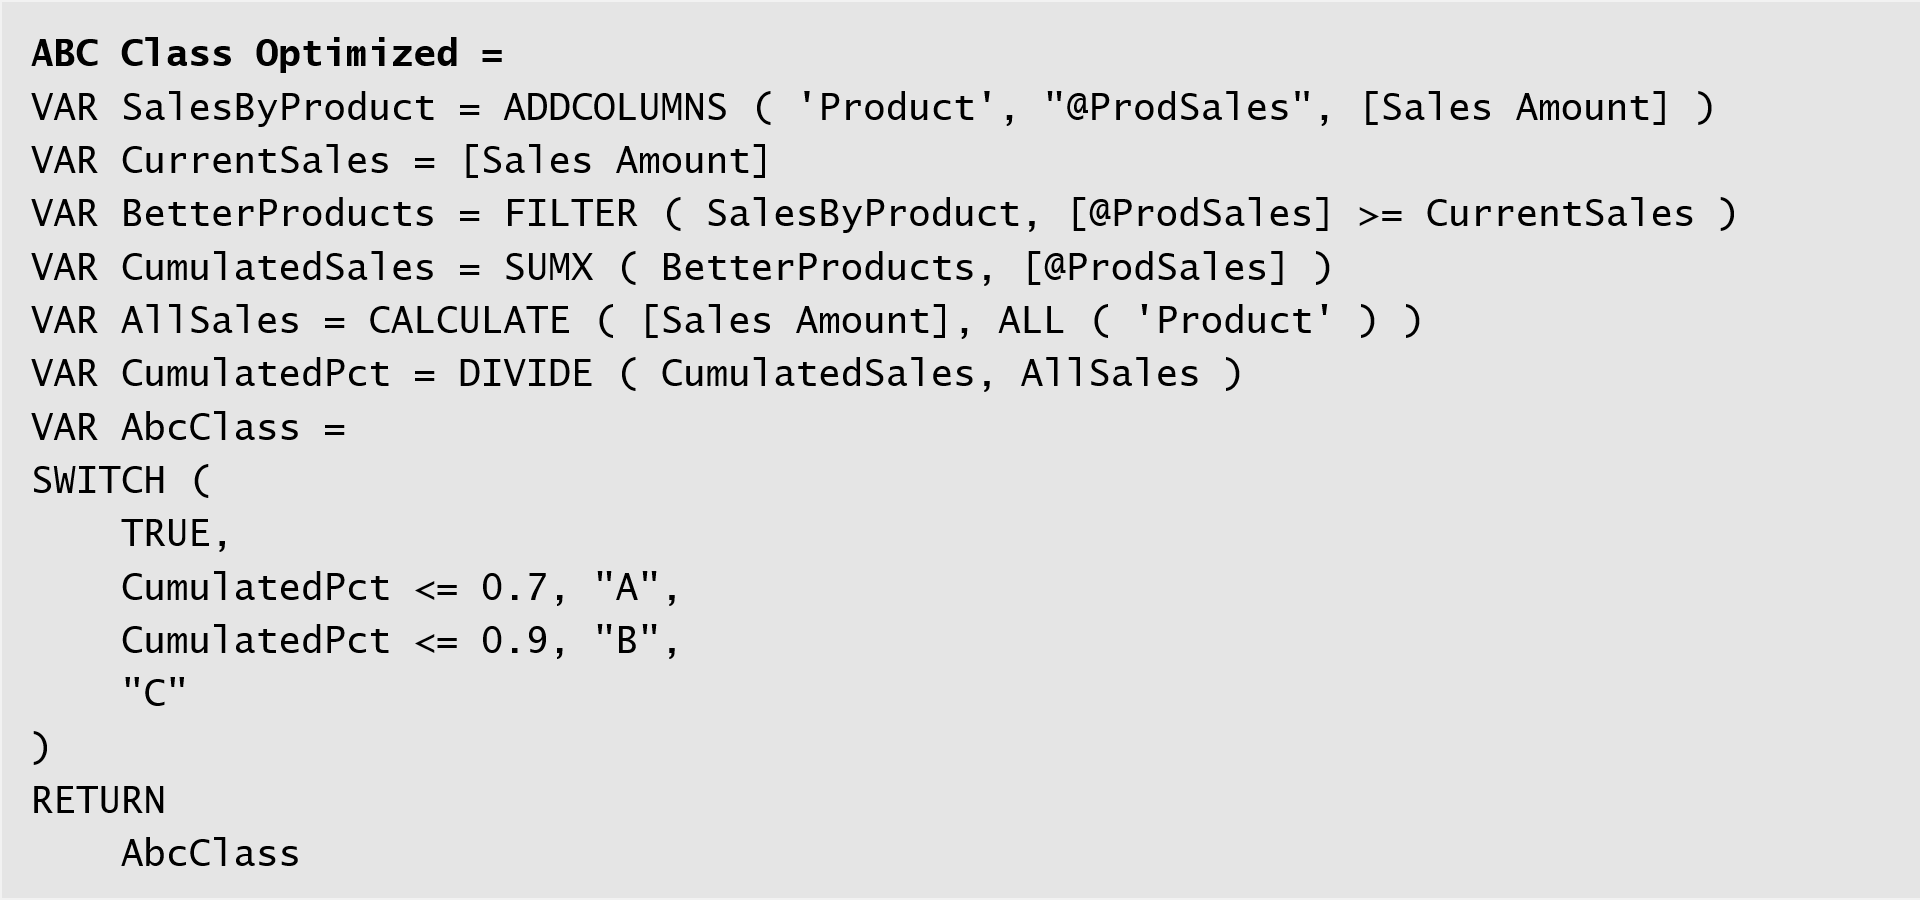 ABC Class Optimized =
VAR SalesByProduct = ADDCOLUMNS ( 'Product', "@ProdSales", [Sales Amount] )
VAR CurrentSales = [Sales Amount]
VAR BetterProducts = FILTER ( SalesByProduct, [@ProdSales] >= CurrentSales )
VAR CumulatedSales = SUMX ( BetterProducts, [@ProdSales] )
VAR AllSales = CALCULATE ( [Sales Amount], ALL ( 'Product' ) )
VAR CumulatedPct = DIVIDE ( CumulatedSales, AllSales )
VAR AbcClass =
SWITCH (
    TRUE,
    CumulatedPct <= 0.7, "A",
    CumulatedPct <= 0.9, "B",
    "C"
)
RETURN
    AbcClass